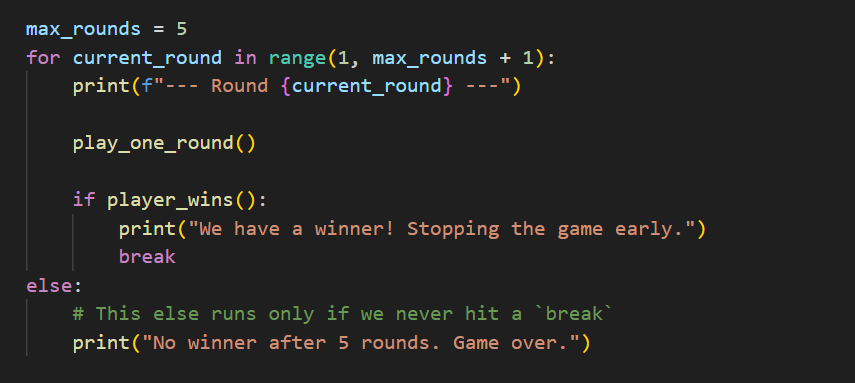 max_rounds = 5
for current_round in range(1, max_rounds + 1):
    print(f"--- Round {current_round} ---")

    play_one_round()

    if player_wins():
        print("We have a winner! Stopping the game early.")
        break
else:
    # This else runs only if we never hit a `break`
    print("No winner after 5 rounds. Game over.")